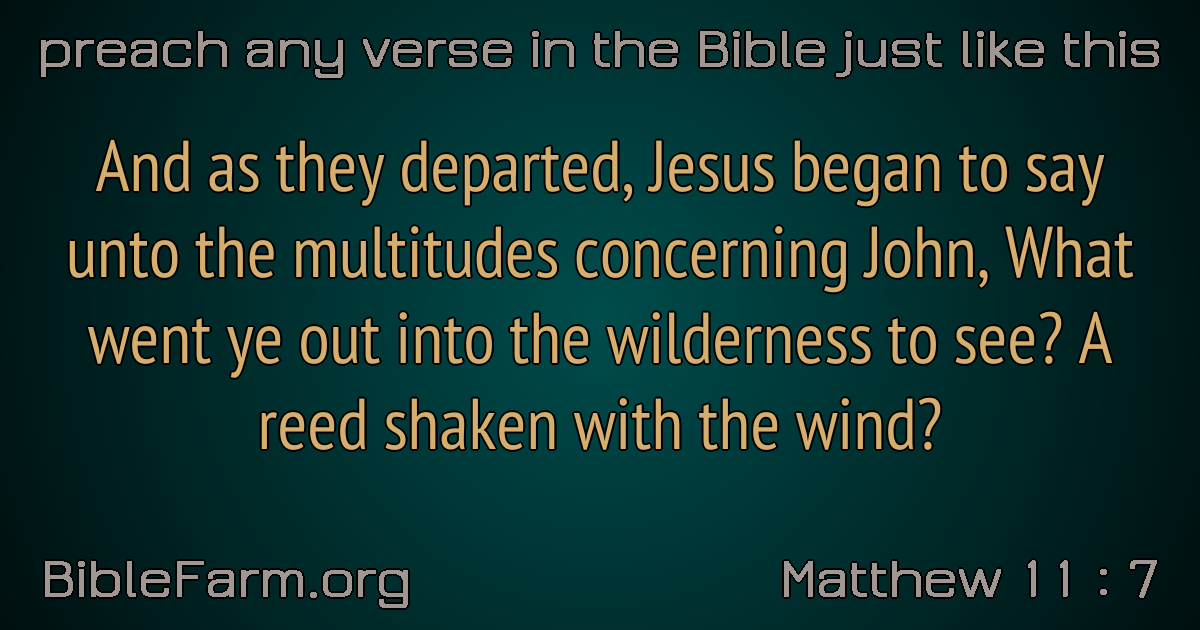 preach any verse in the Bible just like this
And as they departed, Jesus began to say
unto the multitudes concerning John, What
went ye out into the wilderness to see? A
reed shaken with the wind?
BibleFarm.org
Matthew 11 : 7